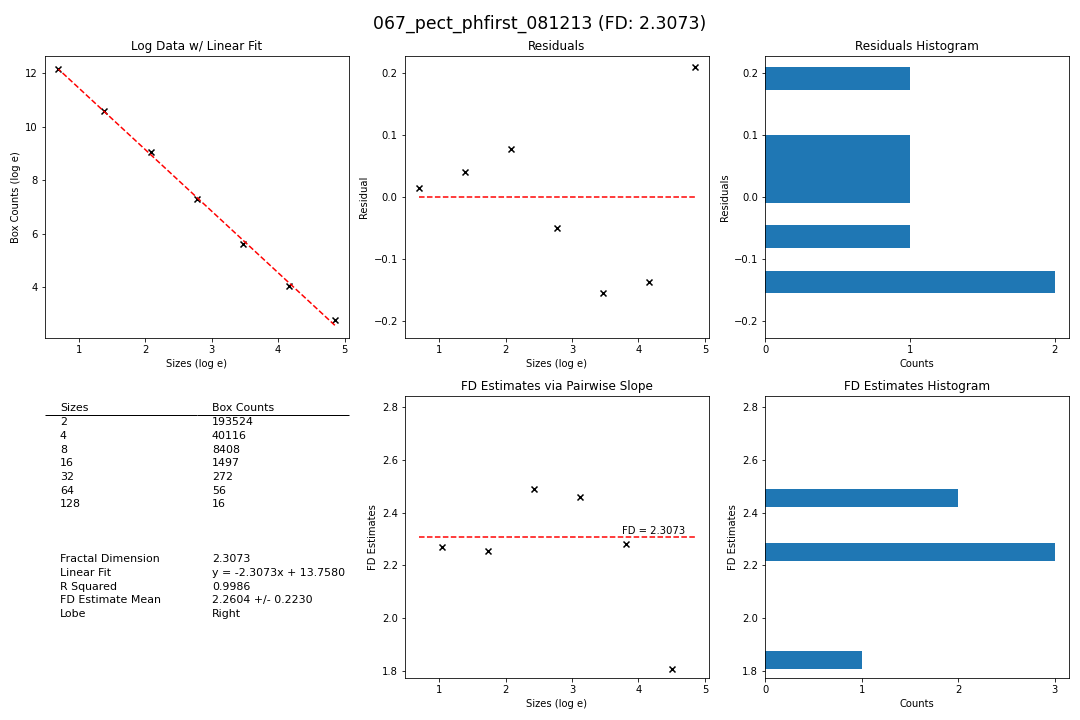 067_pect_phfirst_081213 (FD: 2.3073)
Log Data w/ Linear Fit
12
10
8
6
4
Box Counts (log e)
1 2 3 4 5
Sizes (log e)
Residuals
0.2
0.1
0.0
−0.1
−0.2
Residual
1 2 3 4 5
Sizes (log e)
Residuals Histogram
0.2
0.1
0.0
−0.1
−0.2
Residuals
0 1 2
Counts
Sizes Box Counts
2 193524
4 40116
8 8408
16 1497
32 272
64 56
128 16
Fractal Dimension 2.3073
Linear Fit y = -2.3073x + 13.7580
R Squared 0.9986
FD Estimate Mean 2.2604 +/- 0.2230
Lobe Right
FD Estimates via Pairwise Slope
2.8
2.6
2.4
2.2
2.0
1.8
FD Estimates
FD = 2.3073
1 2 3 4 5
Sizes (log e)
FD Estimates Histogram
2.8
2.6
2.4
2.2
2.0
1.8
FD Estimates
0 1 2 3
Counts